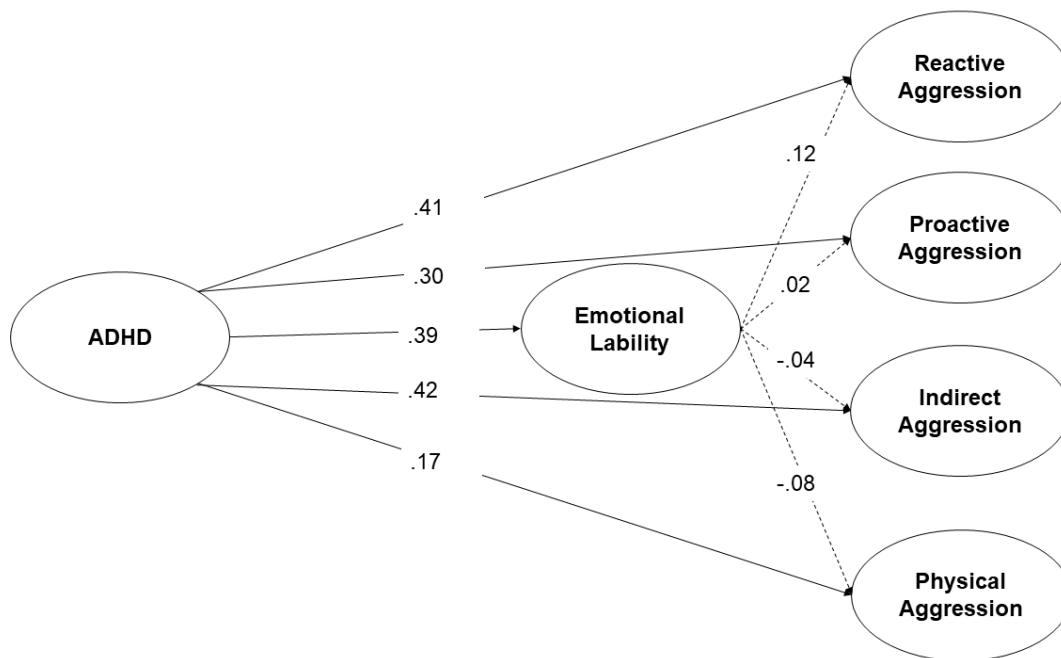 Reactive
Aggression
.12
.41
Proactive
Aggression
.30
.02
ADHD
.39
Emotional
Lability
-.04
.42
Indirect
Aggression
.17
-.08
Physical
Aggression